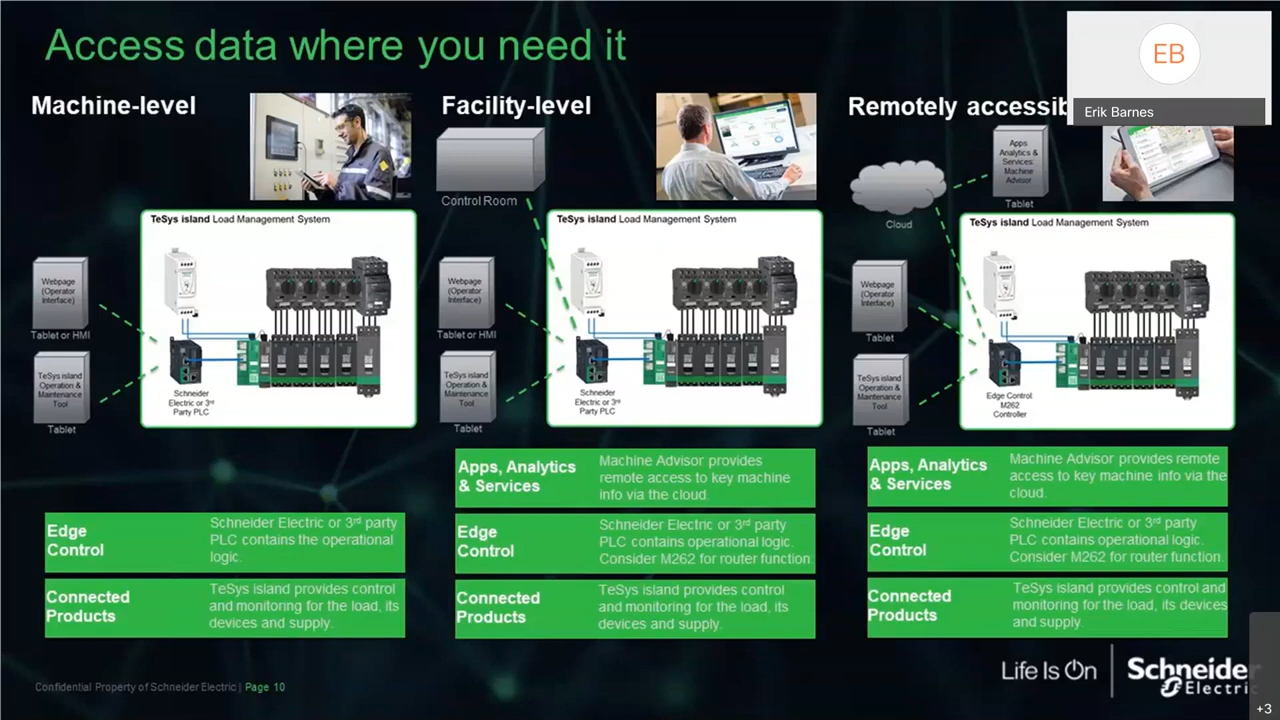 Access data where you need it
EB
Erik Barnes
Machine-level
TeSys island Load Management System
Webpage
(Operator
Interface)
Tablet or HMI
TeSys island
Operation &
Maintenance
Tool
Tablet
Schneider
Electric or 3rd
Party PLC
Edge
Control
Schneider Electric or 3rd party
PLC contains the operational
logic.
Connected
Products
TeSys island provides control
and monitoring for the load, its
devices and supply.
Facility-level
Control Room
TeSys island Load Management System
Webpage
(Operator
Interface)
Tablet or HMI
TeSys island
Operation &
Maintenance
Tool
Tablet
Schneider
Electric or 3rd
Party PLC
Apps, Analytics
& Services
Machine Advisor provides
remote access to key machine
info via the cloud.
Edge
Control
Schneider Electric or 3rd party
PLC contains operational logic.
Consider M262 for router function.
Connected
Products
TeSys island provides control
and monitoring for the load, its
devices and supply.
Remotely accessib
Apps
Analytics &
Services:
Machine
Advisor
Tablet
Cloud
TeSys island Load Management System
Webpage
(Operator
Interface)
Tablet
TeSys island
Operation &
Maintenance
Tool
Tablet
Edge Control:
M262
Controller
Apps, Analytics
& Services
Machine Advisor provides remote
access to key machine info via the
cloud.
Edge
Control
Schneider Electric or 3rd party
PLC contains operational logic.
Consider M262 for router function.
Connected
Products
TeSys island provides control and
monitoring for the load, its devices
and supply.
Confidential Property of Schneider Electric | Page 10
Life Is On
Schneider
Electric
+3